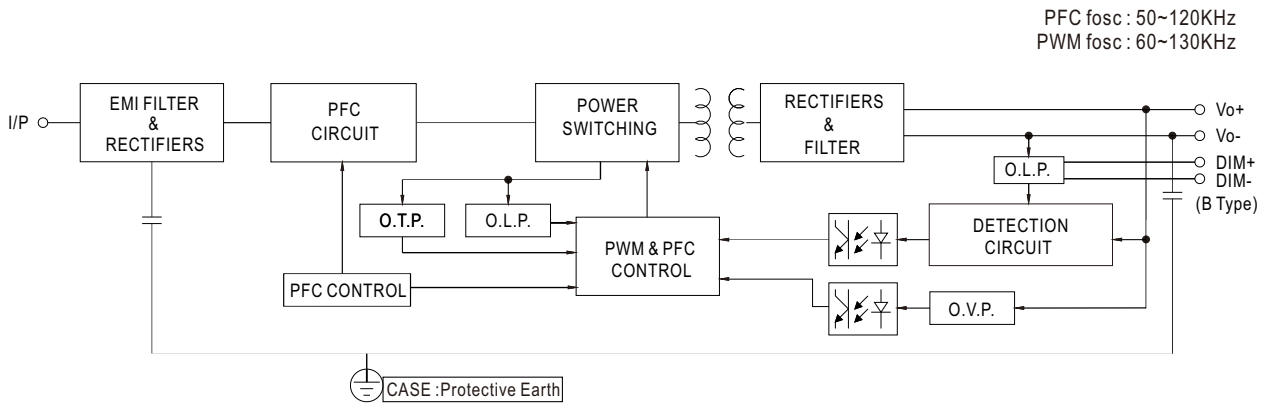 PFC fosc : 50~120KHz
PWM fosc : 60~130KHz
I/P
EMI FILTER
&
RECTIFIERS
PFC
CIRCUIT
POWER
SWITCHING
RECTIFIERS
&
FILTER
Vo+
Vo-
DIM+
DIM-
(B Type)
O.L.P.
O.T.P.
O.L.P.
DETECTION
CIRCUIT
PWM & PFC
CONTROL
PFC CONTROL
O.V.P.
CASE :Protective Earth